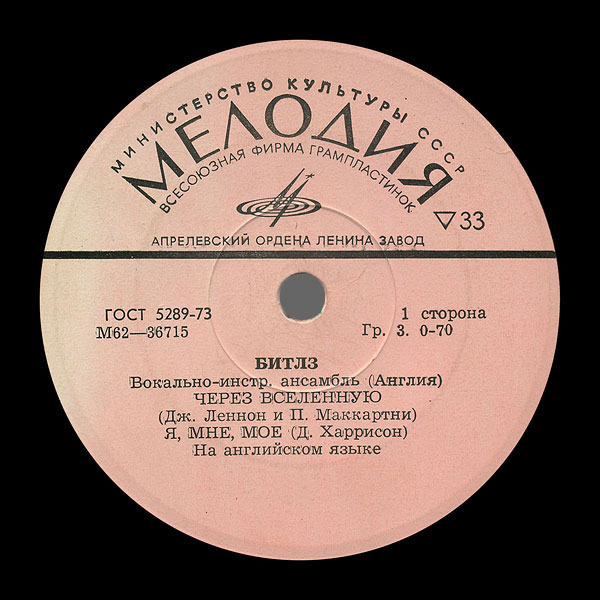 МИНИСТЕРСТВО КУЛЬТУРЫ СССР
МЕЛОДИЯ
ВСЕСОЮЗНАЯ ФИРМА ГРАМПЛАСТИНОК
▽33
АПРЕЛЕВСКИЙ ОРДЕНА ЛЕНИНА ЗАВОД
ГОСТ 5289-73 1 сторона
М62—36715 Гр. 3. 0-70
БИТЛЗ
Вокально-инстр. ансамбль (Англия)
ЧЕРЕЗ ВСЕЛЕННУЮ
(Дж. Леннон и П. Маккартни)
Я, МНЕ, МОЕ (Д. Харрисон)
На английском языке